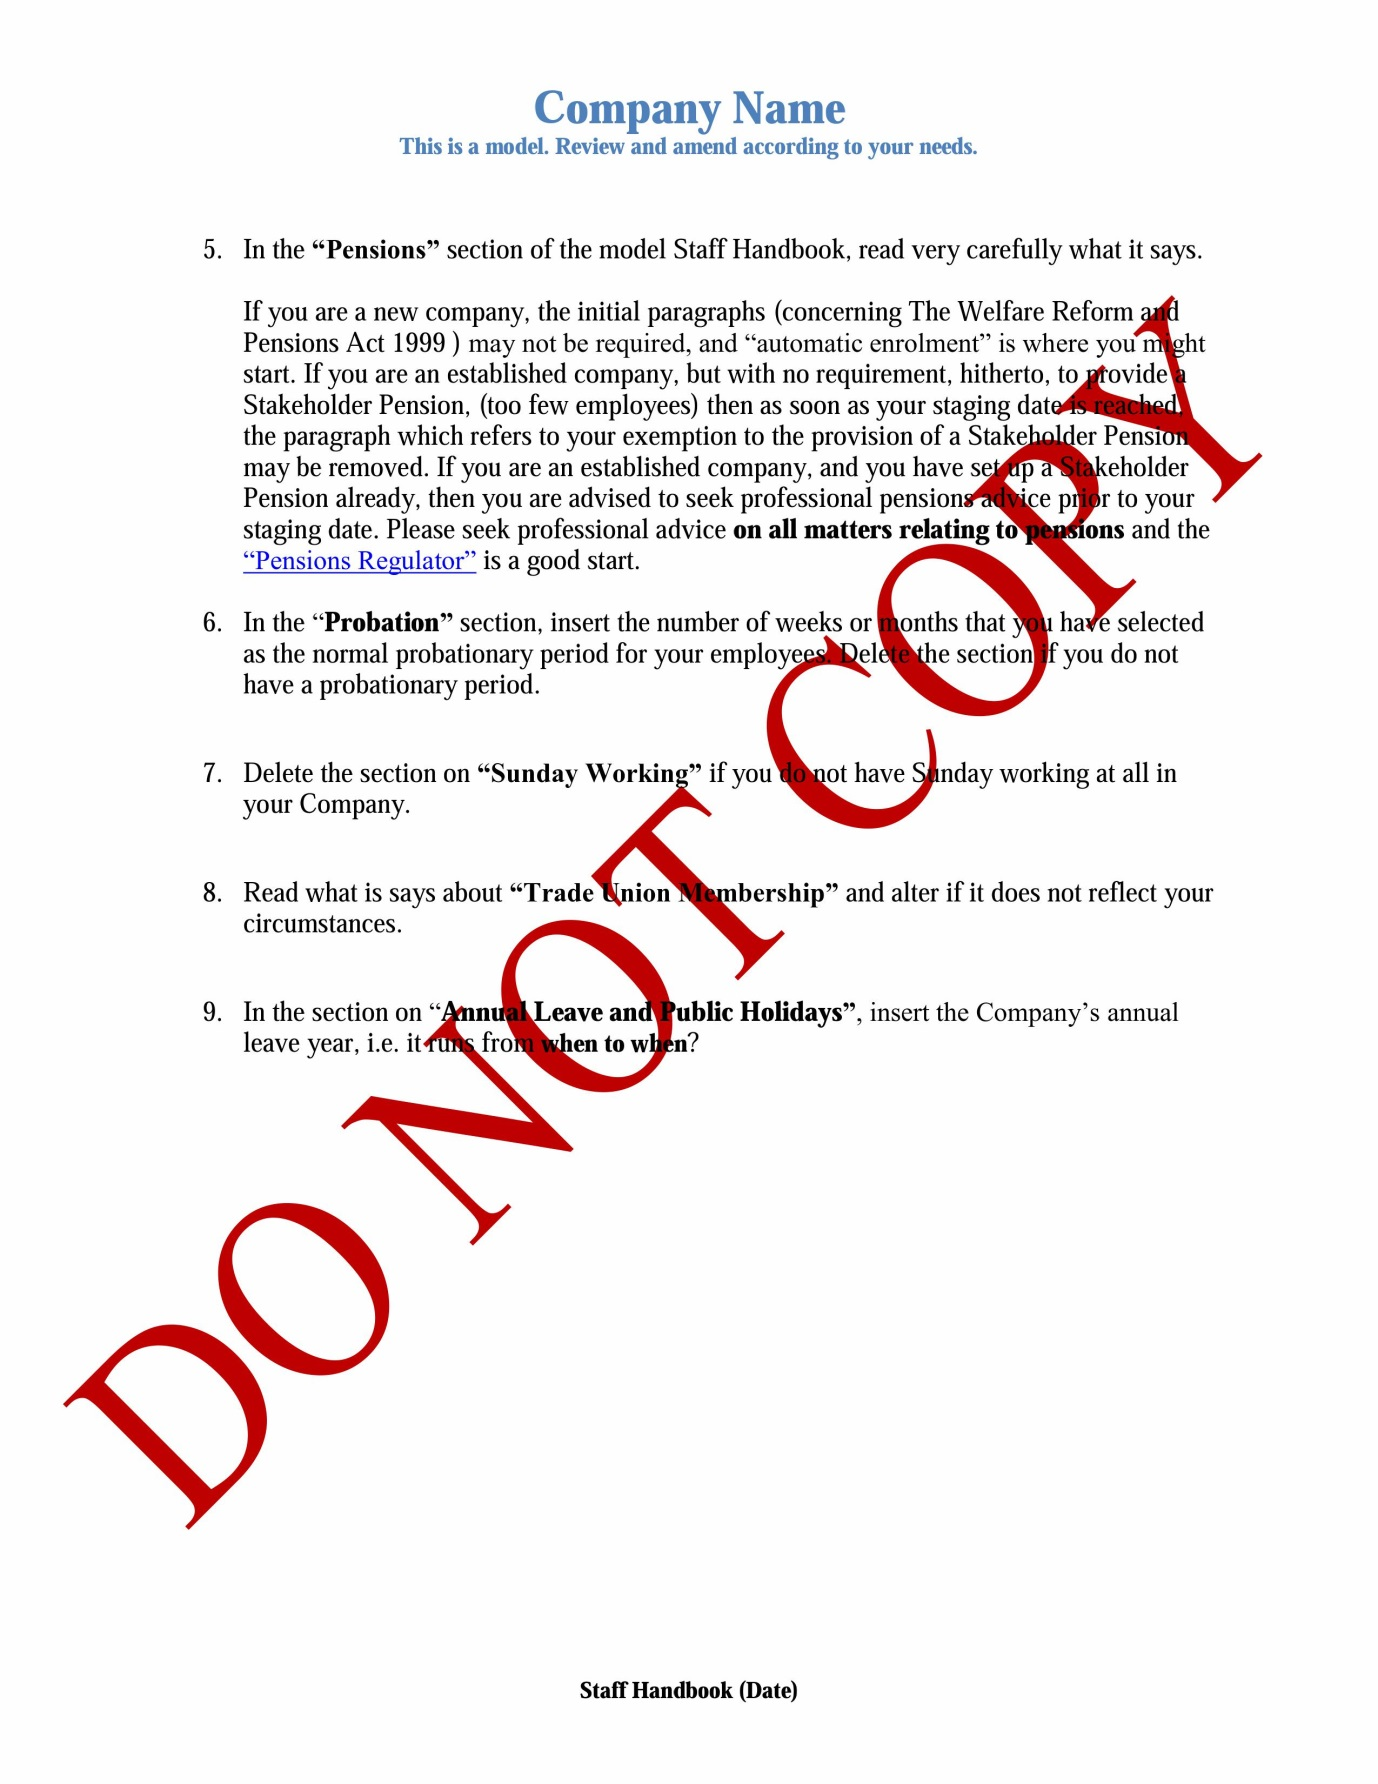 Company Name
This is a model. Review and amend according to your needs.
5. In the “Pensions” section of the model Staff Handbook, read very carefully what it says.
If you are a new company, the initial paragraphs (concerning The Welfare Reform and
Pensions Act 1999 ) may not be required, and “automatic enrolment” is where you might
start. If you are an established company, but with no requirement, hitherto, to provide a
Stakeholder Pension, (too few employees) then as soon as your staging date is reached,
the paragraph which refers to your exemption to the provision of a Stakeholder Pension
may be removed. If you are an established company, and you have set up a Stakeholder
Pension already, then you are advised to seek professional pensions advice prior to your
staging date. Please seek professional advice on all matters relating to pensions and the
“Pensions Regulator” is a good start.
6. In the “Probation” section, insert the number of weeks or months that you have selected
as the normal probationary period for your employees. Delete the section if you do not
have a probationary period.
7. Delete the section on “Sunday Working” if you do not have Sunday working at all in
your Company.
8. Read what is says about “Trade Union Membership” and alter if it does not reflect your
circumstances.
9. In the section on “Annual Leave and Public Holidays”, insert the Company’s annual
leave year, i.e. it runs from when to when?
DO NOT COPY
Staff Handbook (Date)